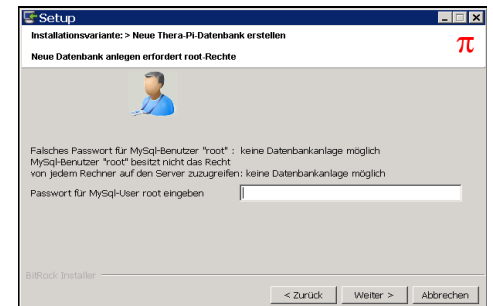 Setup
Installationsvariante: > Neue Thera-Pi-Datenbank erstellen
Neue Datenbank anlegen erfordert root-Rechte
π
Falsches Passwort für MySql-Benutzer "root" : keine Datenbankanlage möglich
MySql-Benutzer "root" besitzt nicht das Recht
von jedem Rechner auf den Server zuzugreifen: keine Datenbankanlage möglich
Passwort für MySql-User root eingeben
BitRock Installer
< Zurück Weiter > Abbrechen